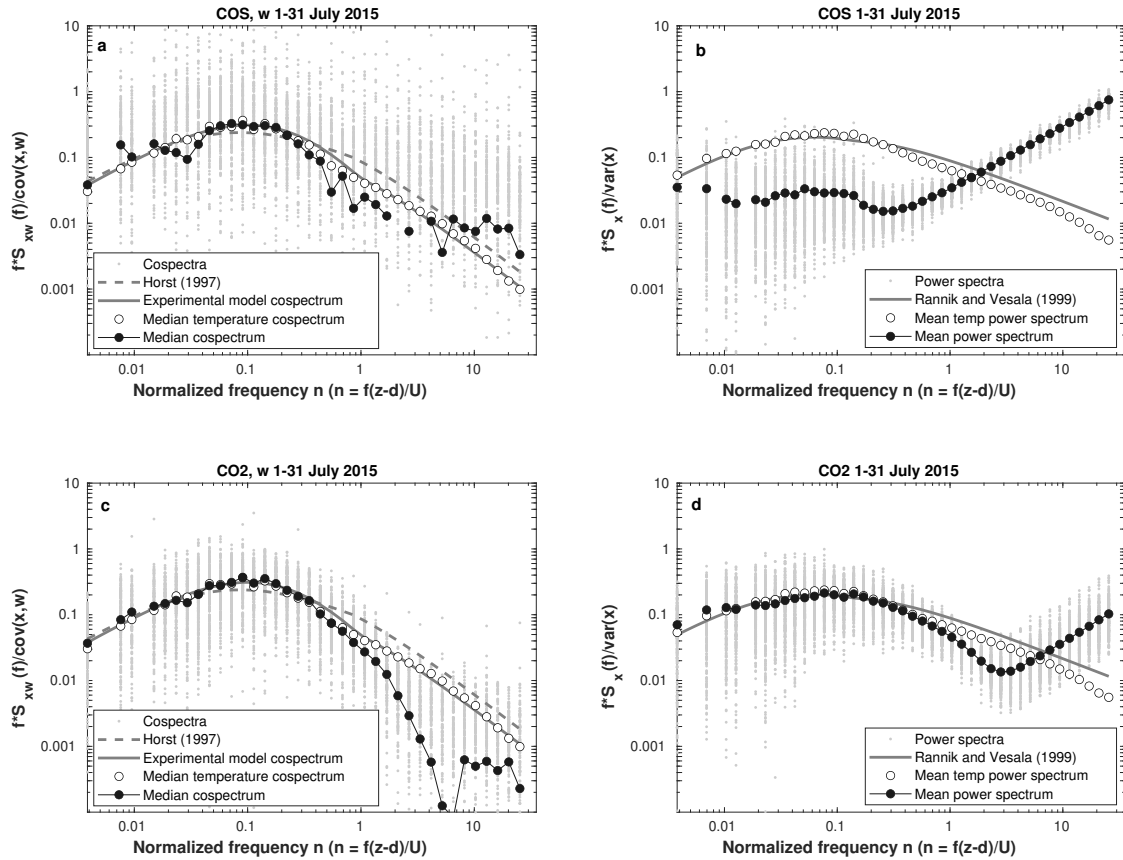 COS, w 1-31 July 2015
a
10
1
0.1
0.01
0.001
f*S xw (f)/cov(x,w)
Cospectra
Horst (1997)
Experimental model cospectrum
Median temperature cospectrum
Median cospectrum
0.01
0.1
1
10
Normalized frequency n (n = f(z-d)/U)
COS 1-31 July 2015
b
10
1
0.1
0.01
0.001
f*S x (f)/var(x)
Power spectra
Rannik and Vesala (1999)
Mean temp power spectrum
Mean power spectrum
0.01
0.1
1
10
Normalized frequency n (n = f(z-d)/U)
CO2, w 1-31 July 2015
c
10
1
0.1
0.01
0.001
f*S xw (f)/cov(x,w)
Cospectra
Horst (1997)
Experimental model cospectrum
Median temperature cospectrum
Median cospectrum
0.01
0.1
1
10
Normalized frequency n (n = f(z-d)/U)
CO2 1-31 July 2015
d
10
1
0.1
0.01
0.001
f*S x (f)/var(x)
Power spectra
Rannik and Vesala (1999)
Mean temp power spectrum
Mean power spectrum
0.01
0.1
1
10
Normalized frequency n (n = f(z-d)/U)